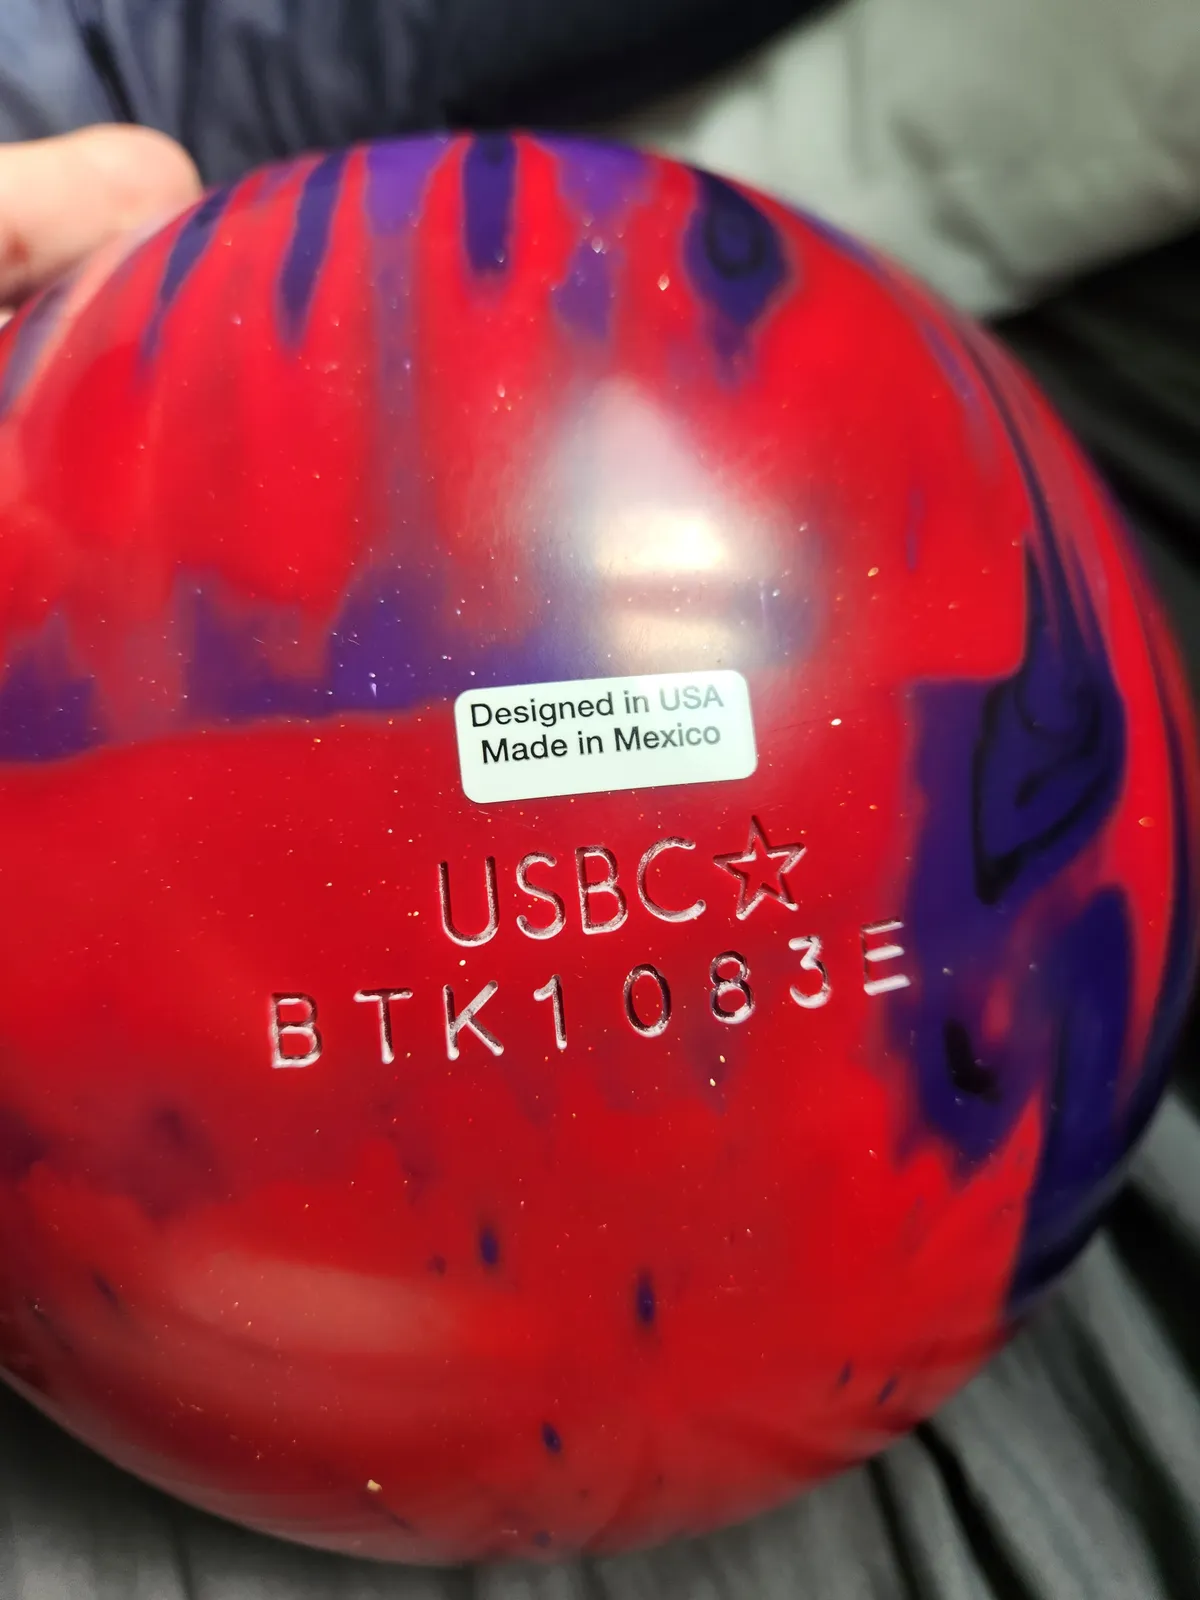 Designed in USA
Made in Mexico
USBC☆
BTK1083E